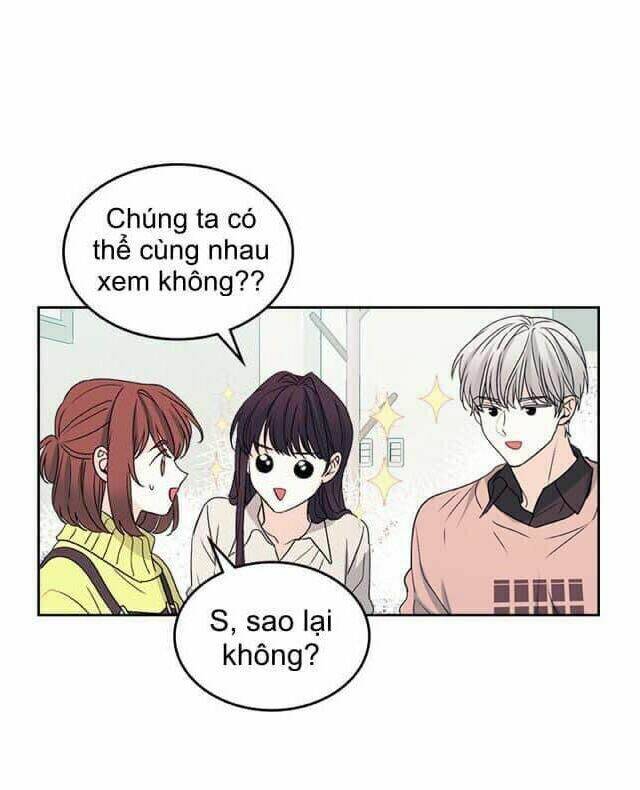 Chúng ta có
thể cùng nhau
xem không??
S, sao lại
không?